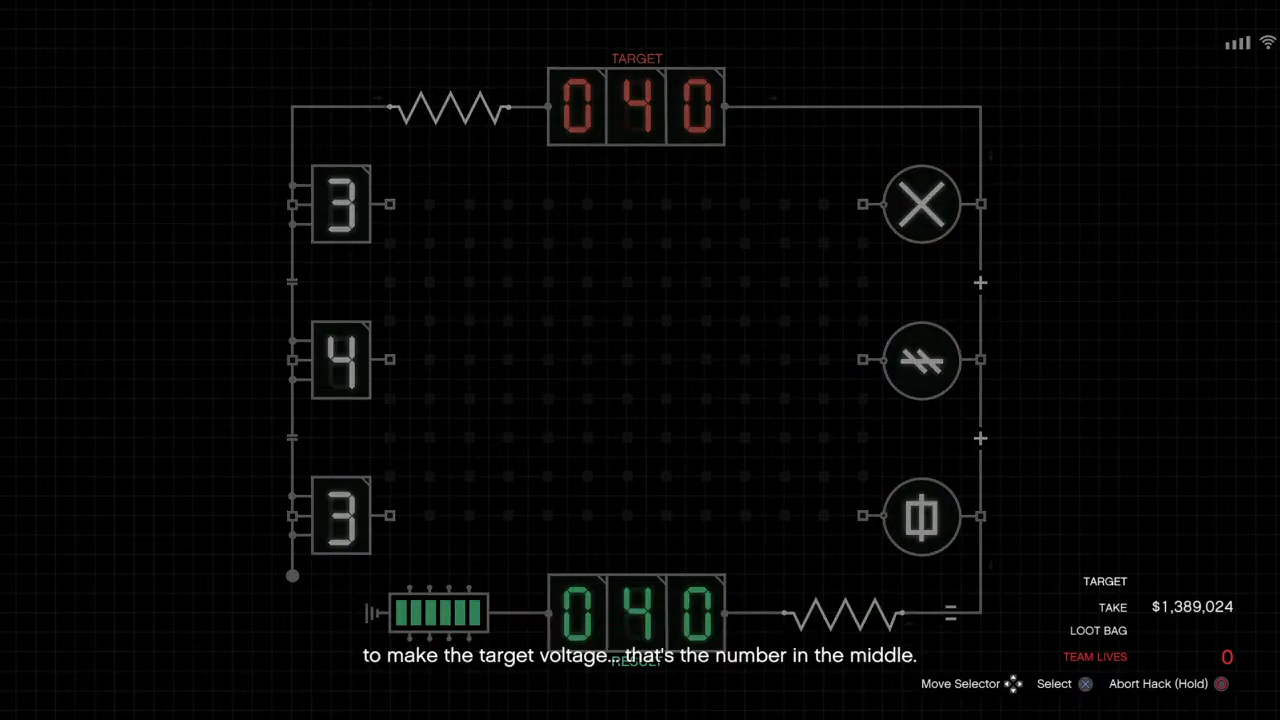 TARGET
040
3
4
3
040
RESULT
to make the target voltage... that's the number in the middle.
TARGET
TAKE $1,389,024
LOOT BAG
TEAM LIVES 0
Move Selector Select Abort Hack (Hold)